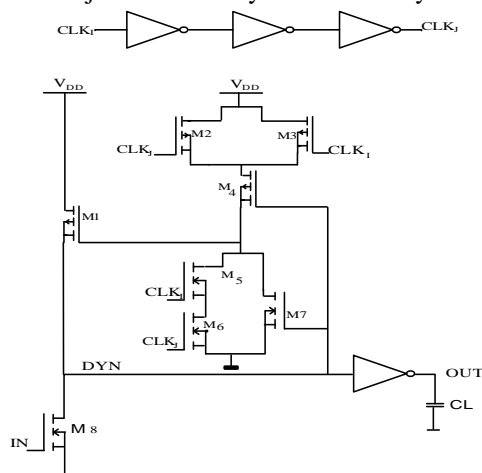 CLKI CLKJ
VDD VDD
M2 M3
CLKJ CLKI
M4
M1
M5
CLKI
M7
M6
CLKJ
DYN
OUT
CL
M8
IN